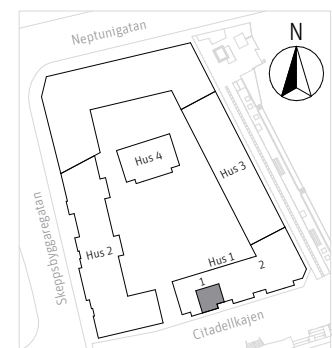 Neptunigatan
N
Hus 4
Hus 3
Skeppsbyggaregatan
Hus 2
Hus 1
1
2
Citadellkajen